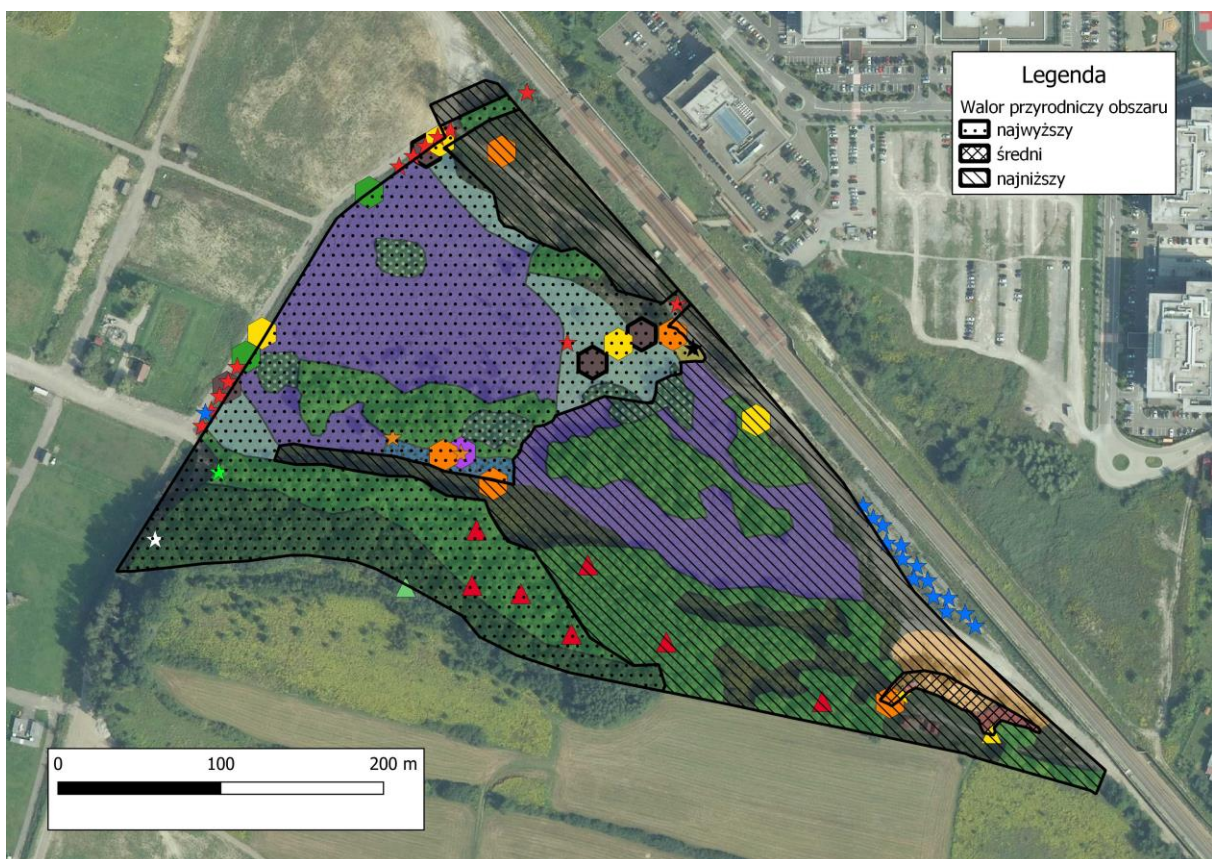 Legenda
Walor przyrodniczy obszaru
najwyższy
średni
najniższy
0 100 200 m